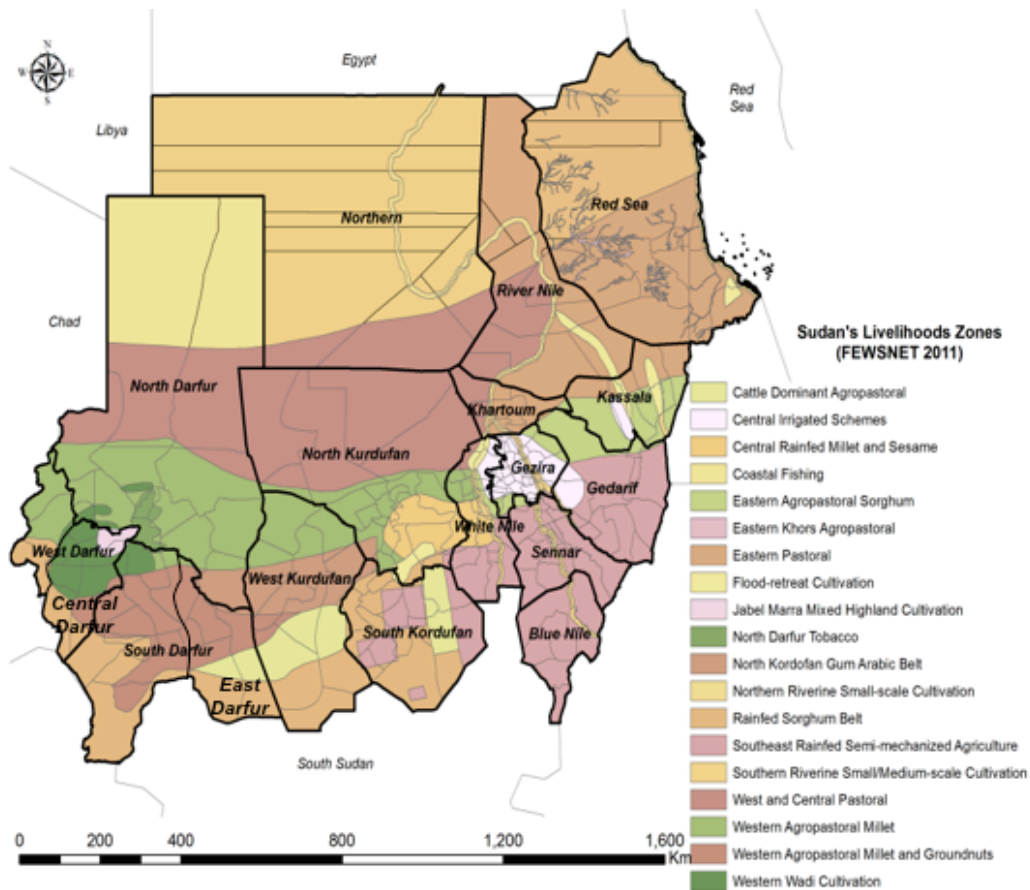 Egypt
N
W E
S
Red
Sea
Libya
Red Sea
Northern
River Nile
Chad
Sudan's Livelihoods Zones
(FEWSNET 2011)
North Darfur
Kassala
Khartoum
North Kurdufan
Gezira
Gedarif
White Nile
West Darfur
Sennar
West Kurdufan
Central
Darfur
South Kordufan
Blue Nile
South Darfur
East
Darfur
South Sudan
Cattle Dominant Agropastoral
Central Irrigated Schemes
Central Rainfed Millet and Sesame
Coastal Fishing
Eastern Agropastoral Sorghum
Eastern Khors Agropastoral
Eastern Pastoral
Flood-retreat Cultivation
Jabel Marra Mixed Highland Cultivation
North Darfur Tobacco
North Kordofan Gum Arabic Belt
Northern Riverine Small-scale Cultivation
Rainfed Sorghum Belt
Southeast Rainfed Semi-mechanized Agriculture
Southern Riverine Small/Medium-scale Cultivation
West and Central Pastoral
Western Agropastoral Millet
Western Agropastoral Millet and Groundnuts
Western Wadi Cultivation
0 200 400 800 1,200 1,600
Km